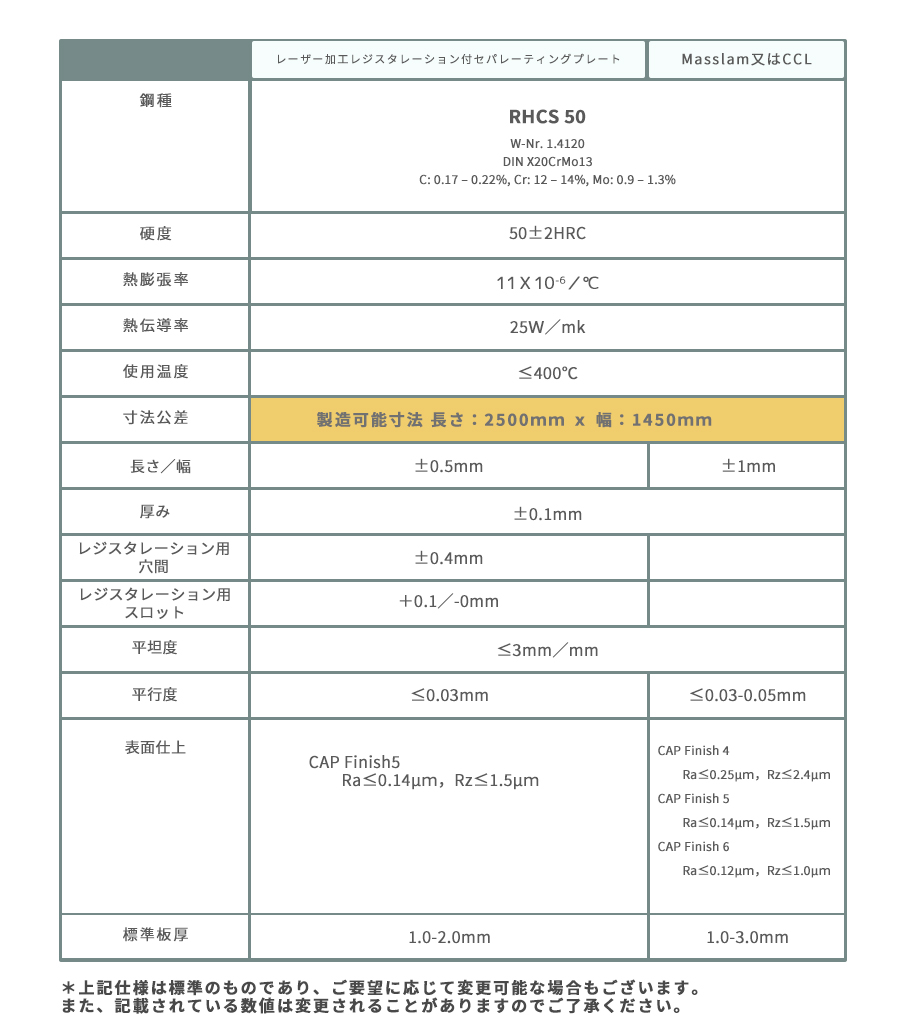 レーザー加工レジスタレーション付セパレーティングプレート
Masslam又はCCL
鋼種
RHCS 50
W-Nr. 1.4120
DIN X20CrMo13
C: 0.17 – 0.22%, Cr: 12 – 14%, Mo: 0.9 – 1.3%
硬度
50±2HRC
熱膨張率
11 X 10⁻⁶／℃
熱伝導率
25W／mk
使用温度
≦400℃
寸法公差
製造可能寸法 長さ：2500mm x 幅：1450mm
長さ／幅
±0.5mm
±1mm
厚み
±0.1mm
レジスタレーション用
穴間
±0.4mm
レジスタレーション用
スロット
＋0.1／-0mm
平坦度
≦3mm／mm
平行度
≦0.03mm
≦0.03-0.05mm
表面仕上
CAP Finish5
Ra≦0.14μm，Rz≦1.5μm
CAP Finish 4
Ra≦0.25μm，Rz≦2.4μm
CAP Finish 5
Ra≦0.14μm，Rz≦1.5μm
CAP Finish 6
Ra≦0.12μm，Rz≦1.0μm
標準板厚
1.0-2.0mm
1.0-3.0mm
＊上記仕様は標準のものであり、ご要望に応じて変更可能な場合もございます。
また、記載されている数値は変更されることがありますのでご了承ください。